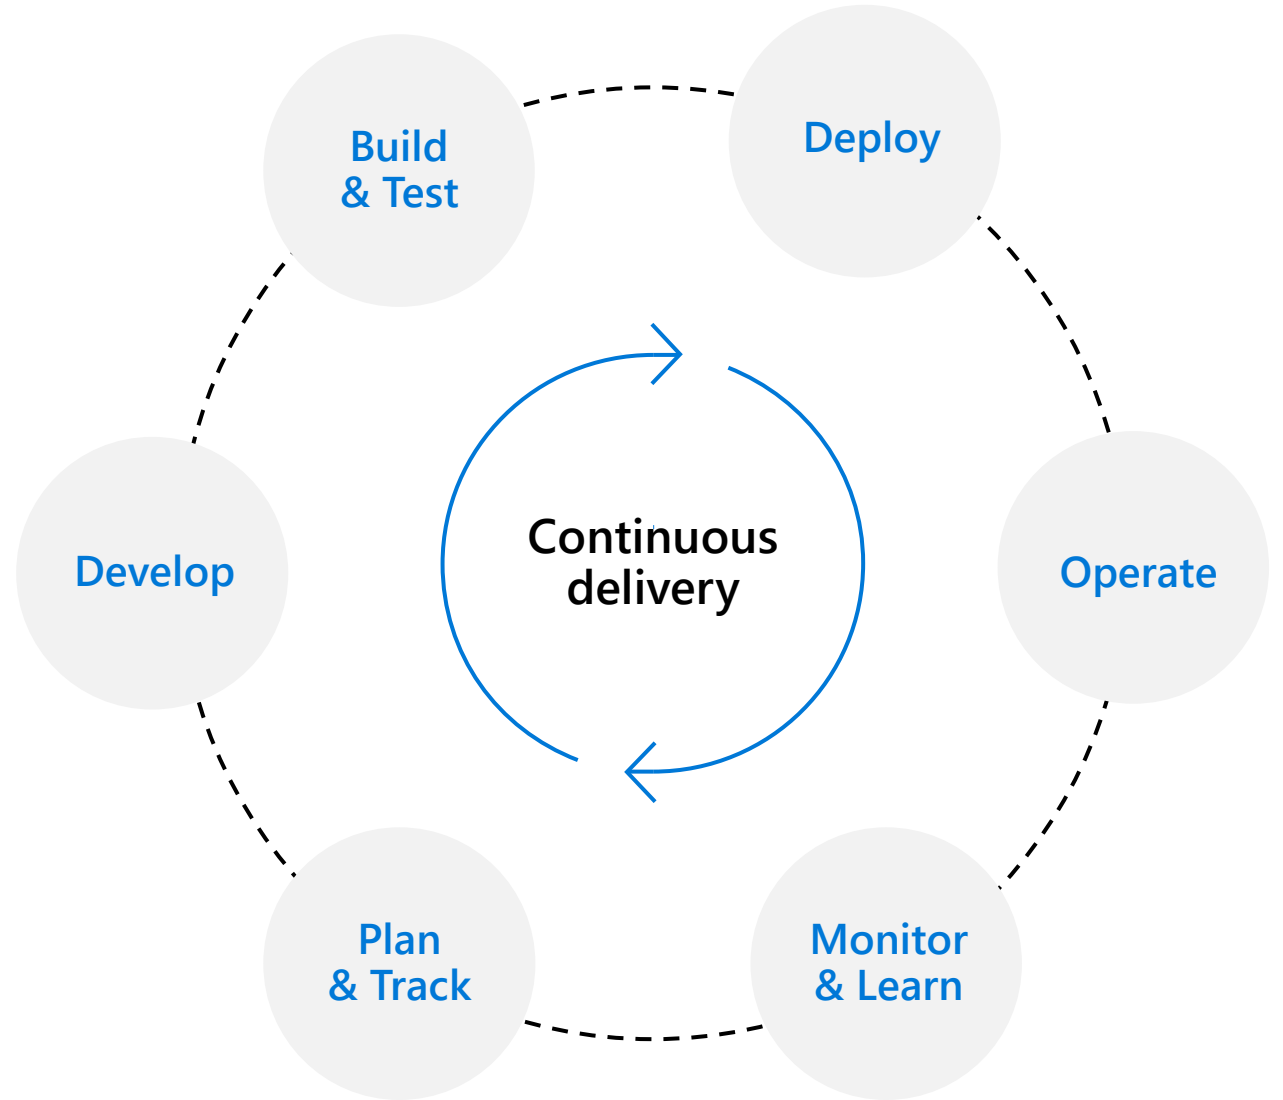 Build
& Test
Deploy
Continuous
delivery
Develop
Operate
Plan
& Track
Monitor
& Learn